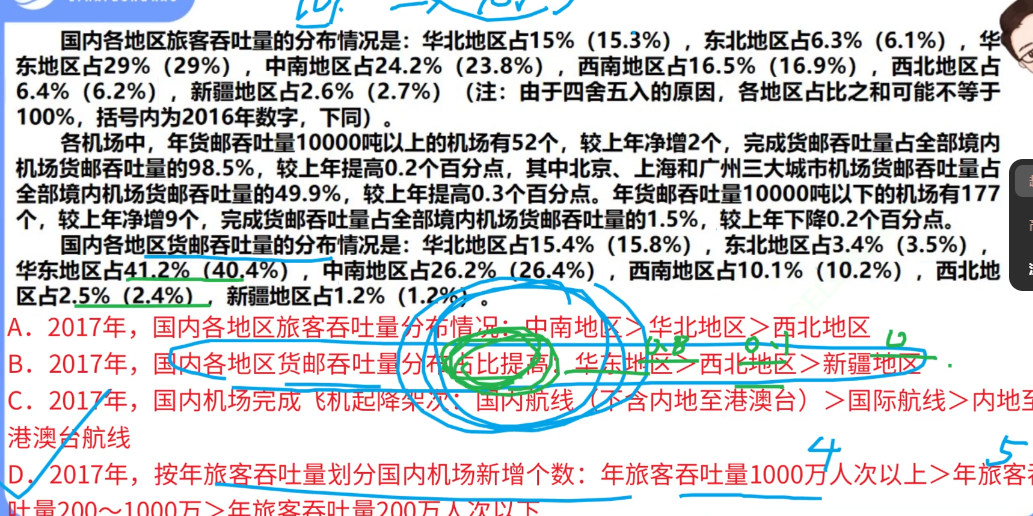 国内各地区旅客吞吐量的分布情况是：华北地区占15%（15.3%），东北地区占6.3%（6.1%），华
东地区占29%（29%），中南地区占24.2%（23.8%），西南地区占16.5%（16.9%），西北地区占
6.4%（6.2%），新疆地区占2.6%（2.7%）（注：由于四舍五入的原因，各地区占比之和可能不等于
100%，括号内为2016年数字，下同）。
各机场中，年货邮吞吐量10000吨以上的机场有52个，较上年净增2个，完成货邮吞吐量占全部境内
机场货邮吞吐量的98.5%，较上年提高0.2个百分点，其中北京、上海和广州三大城市机场货邮吞吐量占
全部境内机场货邮吞吐量的49.9%，较上年提高0.3个百分点。年货邮吞吐量10000吨以下的机场有177
个，较上年净增9个，完成货邮吞吐量占全部境内机场货邮吞吐量的1.5%，较上年下降0.2个百分点。
国内各地区货邮吞吐量的分布情况是：华北地区占15.4%（15.8%），东北地区占3.4%（3.5%），
华东地区占41.2%（40.4%），中南地区占26.2%（26.4%），西南地区占10.1%（10.2%），西北地
区占2.5%（2.4%），新疆地区占1.2%（1.2%）。
A．2017年，国内各地区旅客吞吐量分布情况：中南地区＞华北地区＞西北地区
0.8 0.1 0
B．2017年，国内各地区货邮吞吐量分布占比提高：华东地区＞西北地区＞新疆地区
C．2017年，国内机场完成飞机起降架次：国内航线（不含内地至港澳台）＞国际航线＞内地至
港澳台航线
4 5
D．2017年，按年旅客吞吐量划分国内机场新增个数：年旅客吞吐量1000万人次以上＞年旅客
吐量200～1000万＞年旅客吞吐量200万人次以下